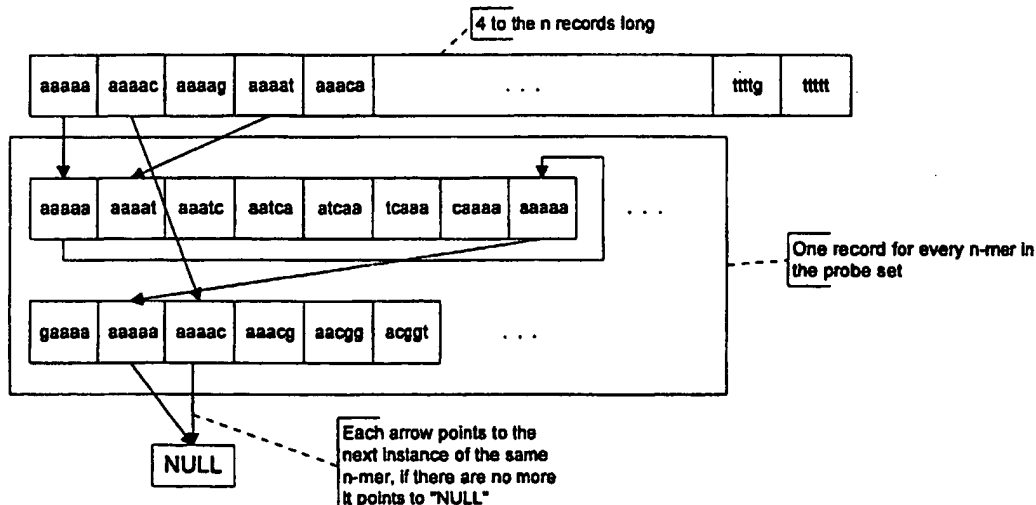 4 to the n records long
aaaaa aaaac aaaag aaaat aaaca . . . ttttg ttttt
aaaaa aaaat aaatc aatca atcaa tcaaa caaaa aaaaa . . .
One record for every n-mer in
the probe set
gaaaa aaaaa aaaac aaacg aacgg acggt . . .
Each arrow points to the
next instance of the same
n-mer, if there are no more
it points to "NULL"
NULL